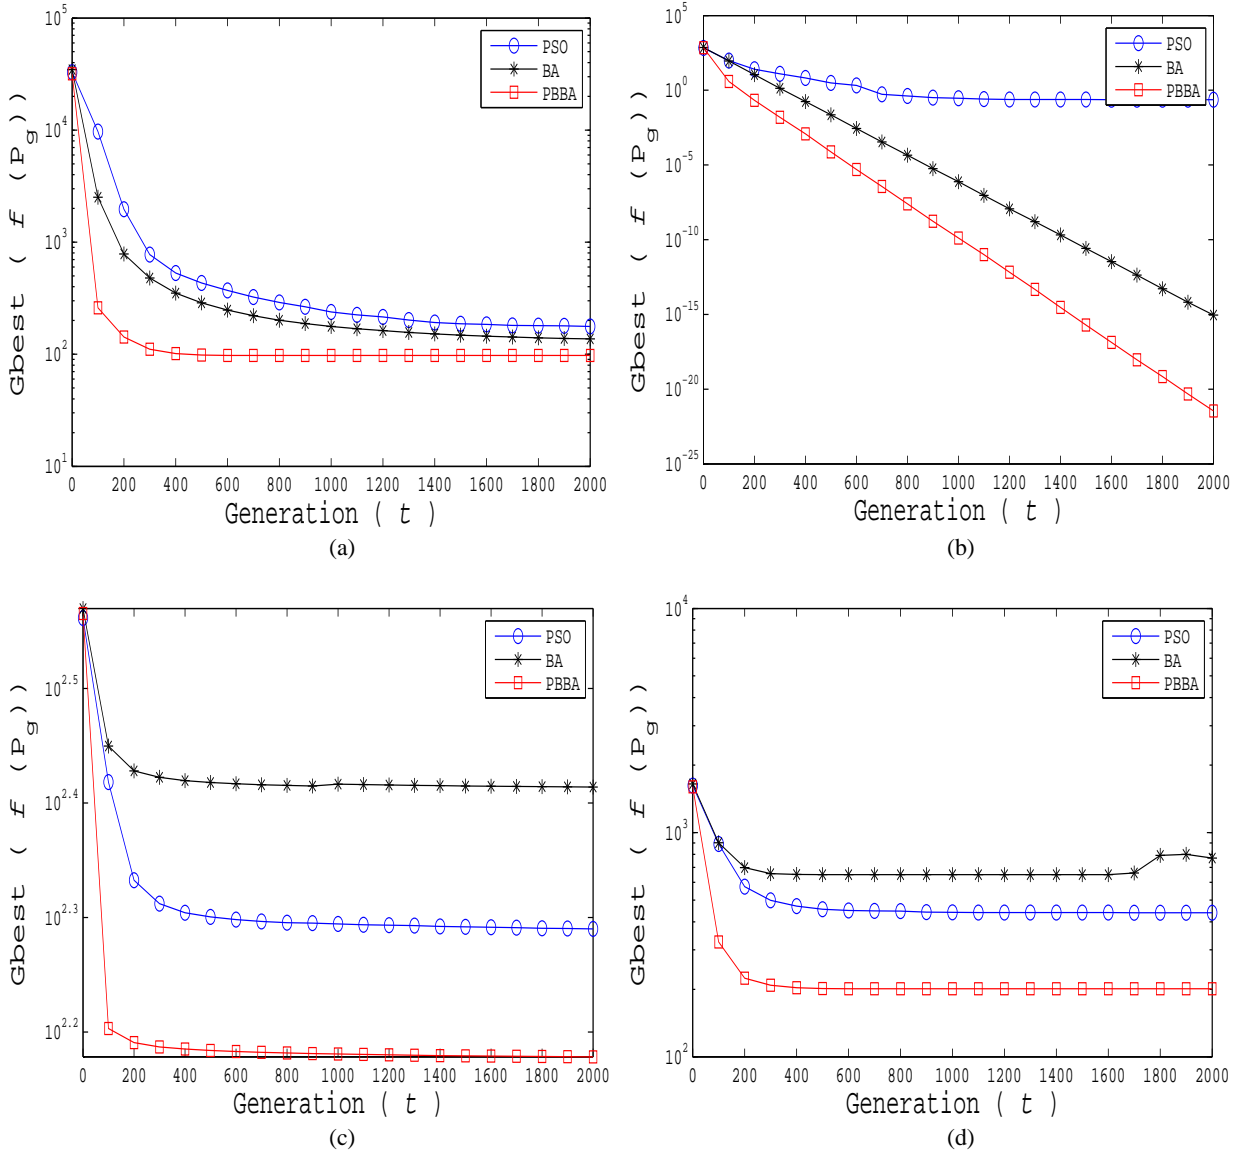 10^5
10^4
10^3
10^2
10^1
Gbest ( f (P_g))
PSO
BA
PBBA
0 200 400 600 800 1000 1200 1400 1600 1800 2000
Generation ( t )
(a)
10^5
10^0
10^-5
10^-10
10^-15
10^-20
10^-25
Gbest ( f (P_g))
PSO
BA
PBBA
0 200 400 600 800 1000 1200 1400 1600 1800 2000
Generation ( t )
(b)
10^2.5
10^2.4
10^2.3
10^2.2
Gbest ( f (P_g))
PSO
BA
PBBA
0 200 400 600 800 1000 1200 1400 1600 1800 2000
Generation ( t )
(c)
10^4
10^3
10^2
Gbest ( f (P_g))
PSO
BA
PBBA
0 200 400 600 800 1000 1200 1400 1600 1800 2000
Generation ( t )
(d)